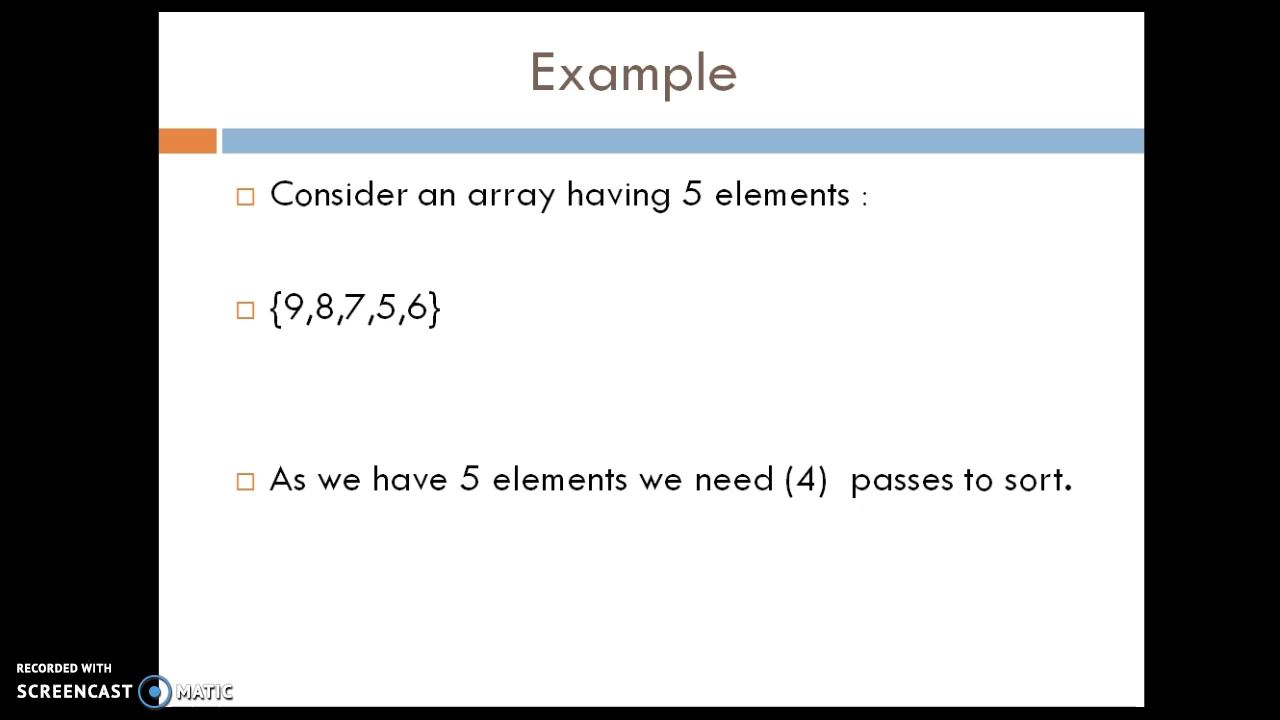 Example
Consider an array having 5 elements :
{9,8,7,5,6}
As we have 5 elements we need (4) passes to sort.
RECORDED WITH
SCREENCAST MATIC